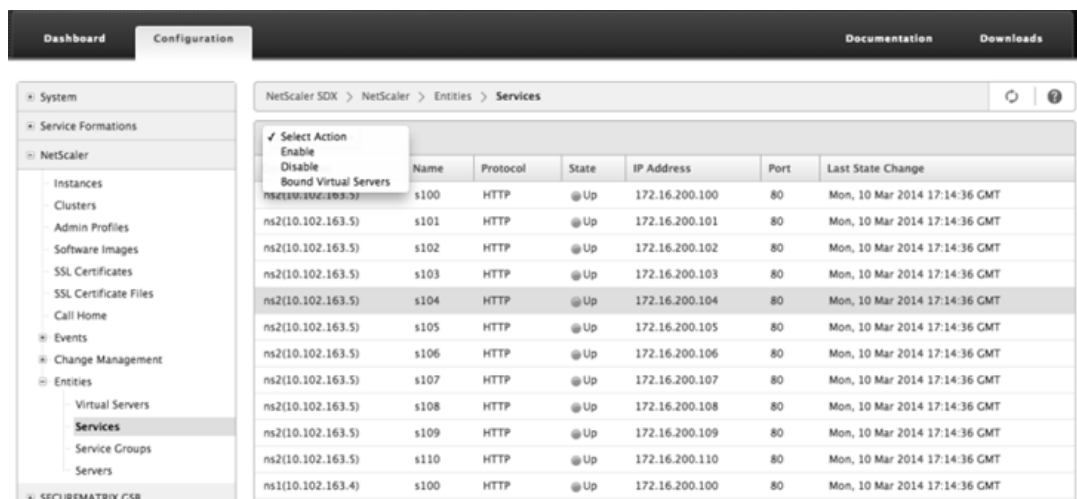 Dashboard
Configuration
Documentation
Downloads
System
Service Formations
NetScaler
Instances
Clusters
Admin Profiles
Software Images
SSL Certificates
SSL Certificate Files
Call Home
Events
Change Management
Entities
Virtual Servers
Services
Service Groups
Servers
SECUREMATRIX GSB
NetScaler SDX > NetScaler > Entities > Services
✓ Select Action
Enable
Disable
Bound Virtual Servers
Name Protocol State IP Address Port Last State Change
ns2(10.102.163.5) s100 HTTP Up 172.16.200.100 80 Mon, 10 Mar 2014 17:14:36 GMT
ns2(10.102.163.5) s101 HTTP Up 172.16.200.101 80 Mon, 10 Mar 2014 17:14:36 GMT
ns2(10.102.163.5) s102 HTTP Up 172.16.200.102 80 Mon, 10 Mar 2014 17:14:36 GMT
ns2(10.102.163.5) s103 HTTP Up 172.16.200.103 80 Mon, 10 Mar 2014 17:14:36 GMT
ns2(10.102.163.5) s104 HTTP Up 172.16.200.104 80 Mon, 10 Mar 2014 17:14:36 GMT
ns2(10.102.163.5) s105 HTTP Up 172.16.200.105 80 Mon, 10 Mar 2014 17:14:36 GMT
ns2(10.102.163.5) s106 HTTP Up 172.16.200.106 80 Mon, 10 Mar 2014 17:14:36 GMT
ns2(10.102.163.5) s107 HTTP Up 172.16.200.107 80 Mon, 10 Mar 2014 17:14:36 GMT
ns2(10.102.163.5) s108 HTTP Up 172.16.200.108 80 Mon, 10 Mar 2014 17:14:36 GMT
ns2(10.102.163.5) s109 HTTP Up 172.16.200.109 80 Mon, 10 Mar 2014 17:14:36 GMT
ns2(10.102.163.5) s110 HTTP Up 172.16.200.110 80 Mon, 10 Mar 2014 17:14:36 GMT
ns1(10.102.163.4) s100 HTTP Up 172.16.200.100 80 Mon, 10 Mar 2014 17:14:36 GMT